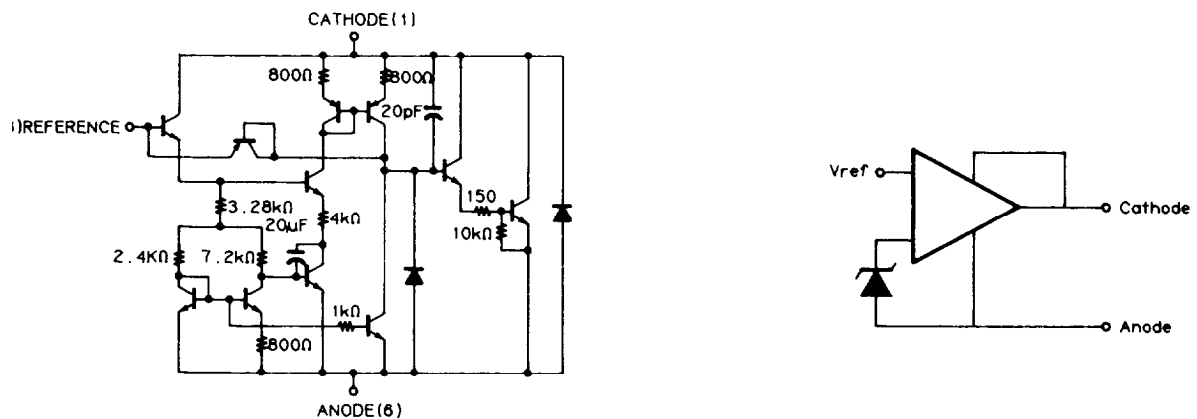 CATHODE(1)
800Ω
800Ω
20pF
)REFERENCE
3.28kΩ
4kΩ
20µF
150
10kΩ
2.4KΩ
7.2kΩ
1kΩ
800Ω
ANODE(6)
Vref
Cathode
Anode